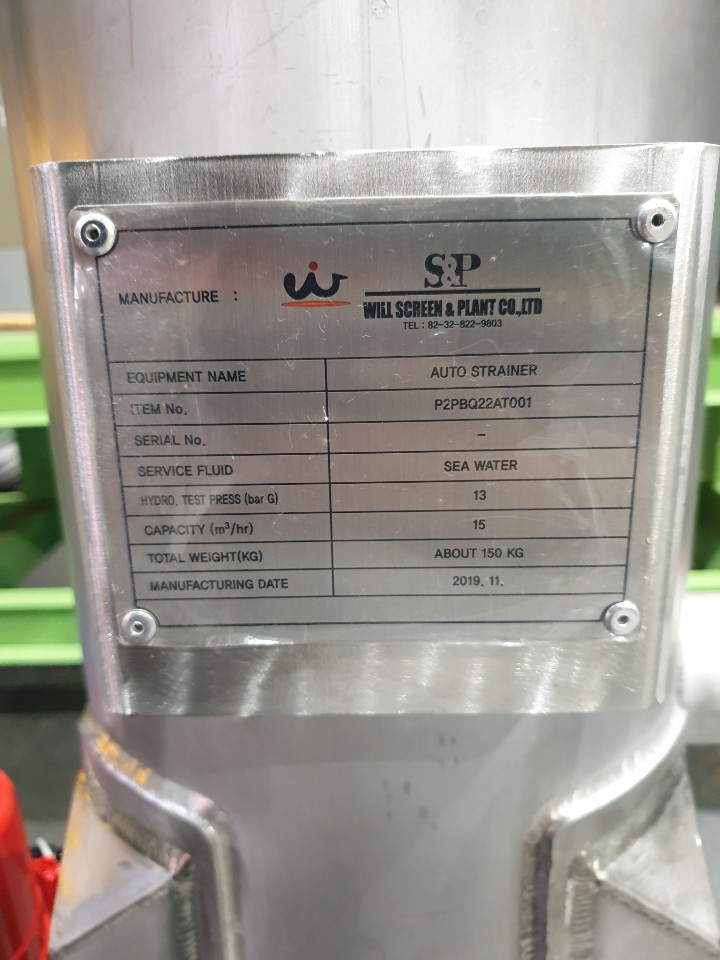 MANUFACTURE :
S&P
WILL SCREEN & PLANT CO.,LTD
TEL : 82-32-822-9803
EQUIPMENT NAME AUTO STRAINER
ITEM No. P2PBQ22AT001
SERIAL No. –
SERVICE FLUID SEA WATER
HYDRO. TEST PRESS (bar G) 13
CAPACITY (m³/hr) 15
TOTAL WEIGHT(KG) ABOUT 150 KG
MANUFACTURING DATE 2019. 11.